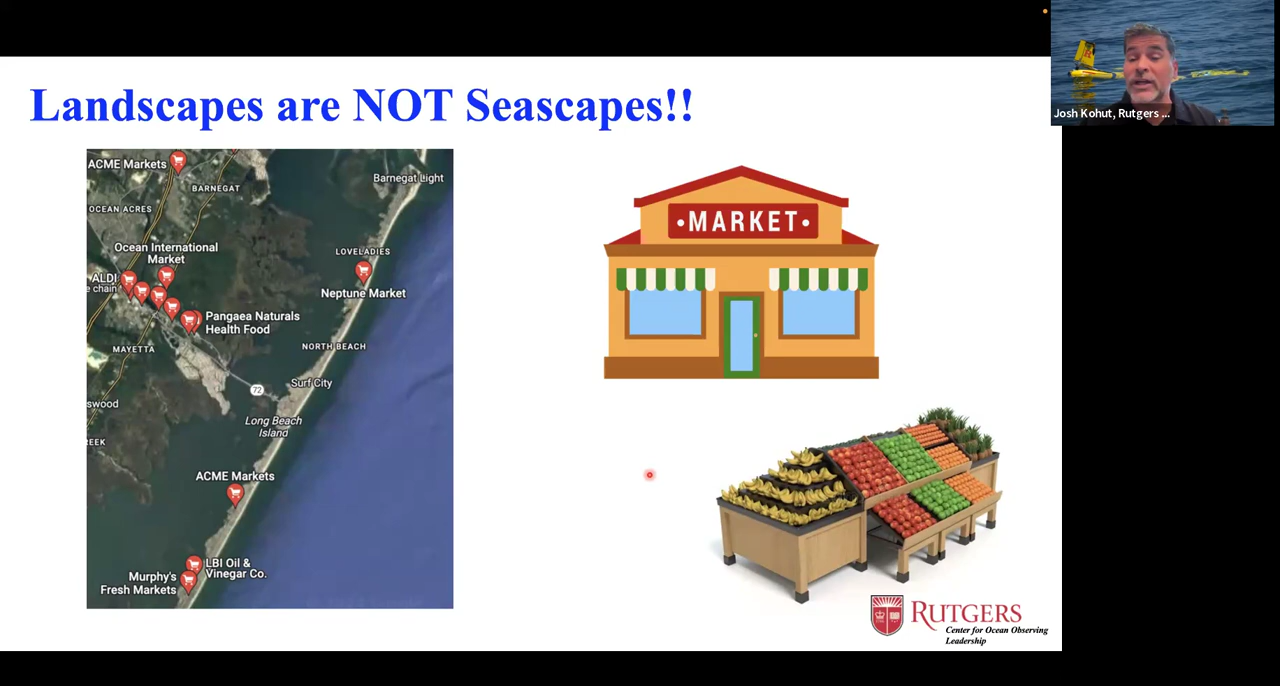 Landscapes are NOT Seascapes!!
Josh Kohut, Rutgers ...
ACME Markets
BARNEGAT
Barnegat Light
OCEAN ACRES
Ocean International
Market
LOVELADIES
ALDI
e chain
Neptune Market
Pangaea Naturals
Health Food
MAYETTA
NORTH BEACH
72
Surf City
swood
Long Beach
Island
EEK
ACME Markets
LBI Oil &
Vinegar Co.
Murphy's
Fresh Markets
•MARKET•
RUTGERS
Center for Ocean Observing
Leadership